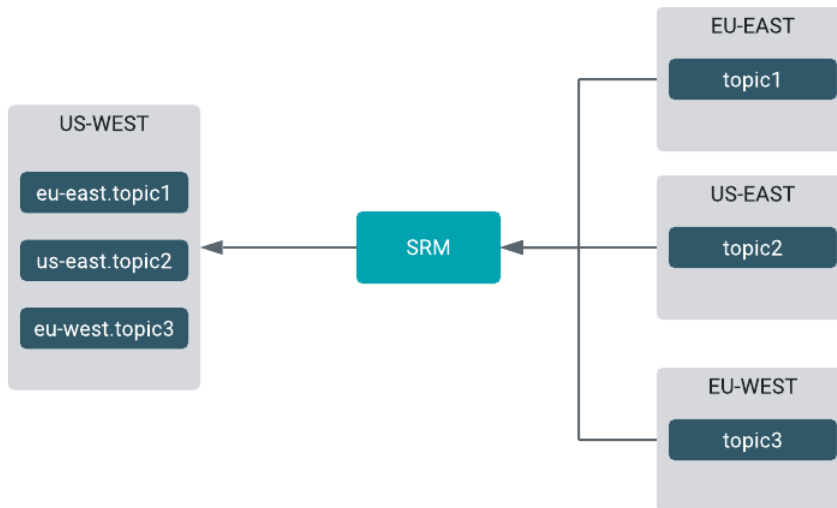 US-WEST
eu-east.topic1
us-east.topic2
eu-west.topic3
SRM
EU-EAST
topic1
US-EAST
topic2
EU-WEST
topic3